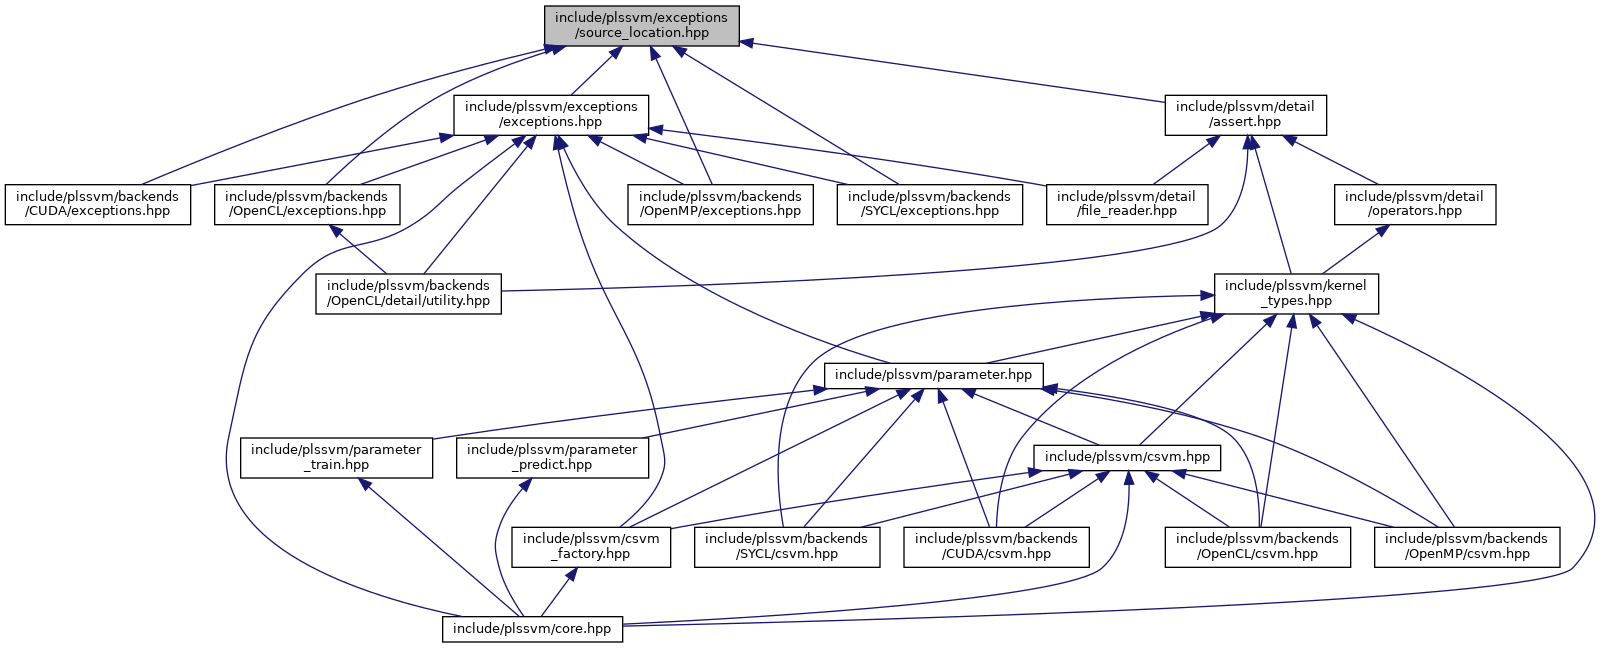 include/plssvm/exceptions
/source_location.hpp
include/plssvm/exceptions
/exceptions.hpp
include/plssvm/detail
/assert.hpp
include/plssvm/backends
/CUDA/exceptions.hpp
include/plssvm/backends
/OpenCL/exceptions.hpp
include/plssvm/backends
/OpenMP/exceptions.hpp
include/plssvm/backends
/SYCL/exceptions.hpp
include/plssvm/detail
/file_reader.hpp
include/plssvm/detail
/operators.hpp
include/plssvm/backends
/OpenCL/detail/utility.hpp
include/plssvm/kernel
_types.hpp
include/plssvm/parameter.hpp
include/plssvm/parameter
_train.hpp
include/plssvm/parameter
_predict.hpp
include/plssvm/csvm.hpp
include/plssvm/csvm
_factory.hpp
include/plssvm/backends
/SYCL/csvm.hpp
include/plssvm/backends
/CUDA/csvm.hpp
include/plssvm/backends
/OpenCL/csvm.hpp
include/plssvm/backends
/OpenMP/csvm.hpp
include/plssvm/core.hpp